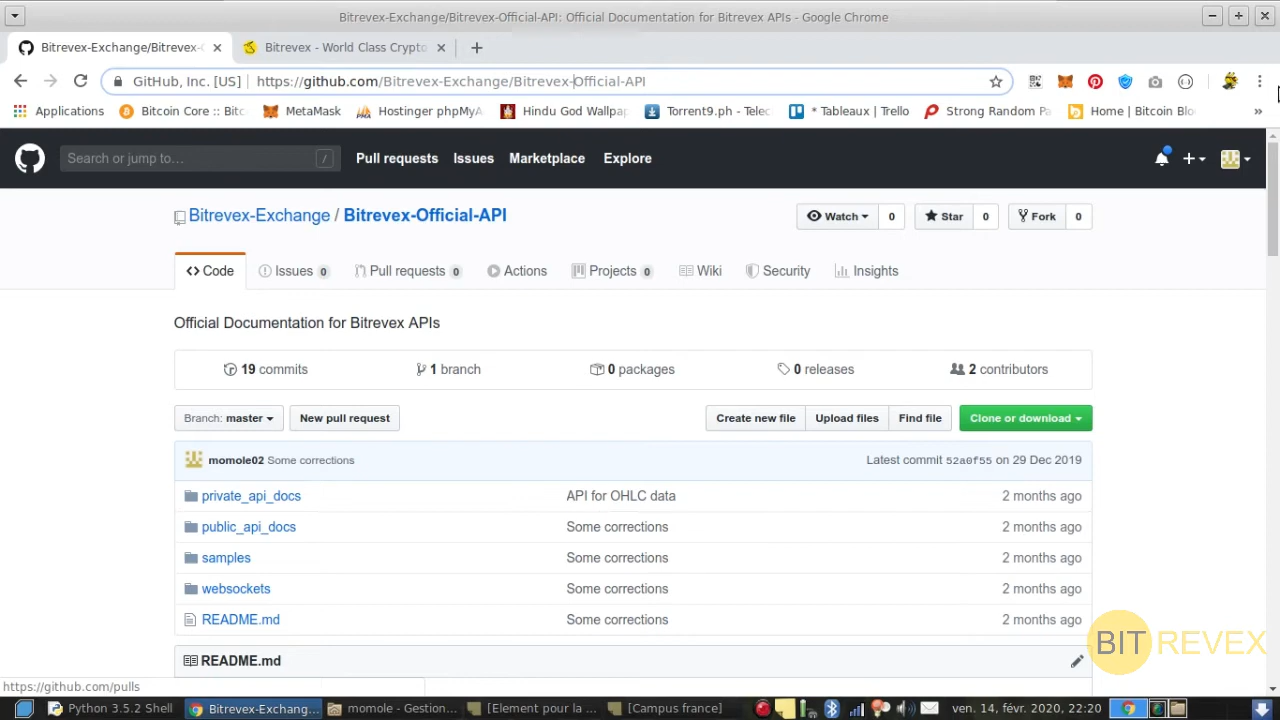 Bitrevex-Exchange/Bitrevex-Official-API: Official Documentation for Bitrevex APIs - Google Chrome
Bitrevex-Exchange/Bitrevex-
Bitrevex - World Class Crypto
GitHub, Inc. [US] https://github.com/Bitrevex-Exchange/Bitrevex-Official-API
Applications Bitcoin Core :: Bitc MetaMask Hostinger phpMyA Hindu God Wallpap Torrent9.ph - Telec * Tableaux | Trello Strong Random Pa Home | Bitcoin Blo »
Search or jump to… / Pull requests Issues Marketplace Explore
Bitrevex-Exchange / Bitrevex-Official-API Watch 0 Star 0 Fork 0
Code Issues 0 Pull requests 0 Actions Projects 0 Wiki Security Insights
Official Documentation for Bitrevex APIs
19 commits 1 branch 0 packages 0 releases 2 contributors
Branch: master New pull request Create new file Upload files Find file Clone or download
momole02 Some corrections Latest commit 52a0f55 on 29 Dec 2019
private_api_docs API for OHLC data 2 months ago
public_api_docs Some corrections 2 months ago
samples Some corrections 2 months ago
websockets Some corrections 2 months ago
README.md Some corrections 2 months ago
README.md
BITREVEX
https://github.com/pulls
Python 3.5.2 Shell Bitrevex-Exchang... momole - Gestion... [Element pour la ... [Campus france] ven. 14, févr. 2020, 22:20